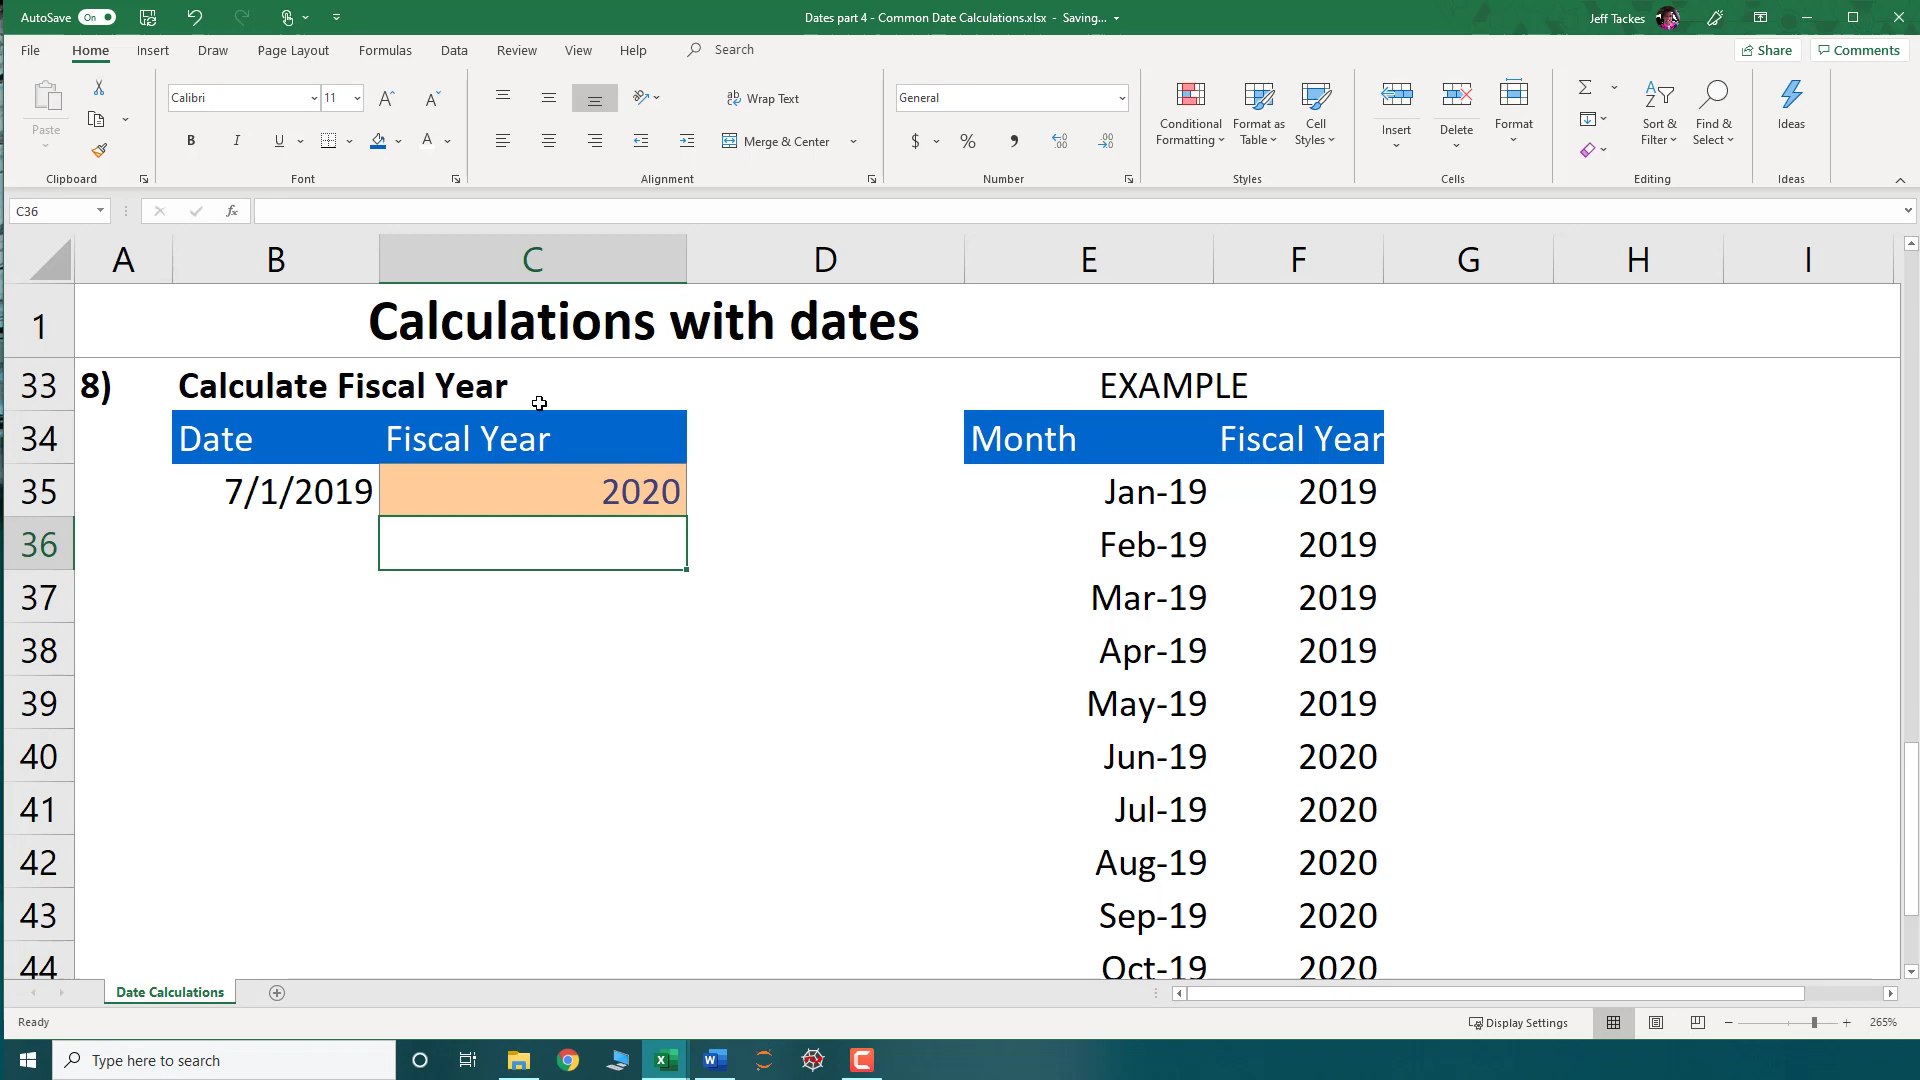 AutoSave On Dates part 4 - Common Date Calculations.xlsx - Saving... Jeff Tackes
File Home Insert Draw Page Layout Formulas Data Review View Help Search Share Comments
Paste
Clipboard
Calibri 11
B I U A
Font
Wrap Text
Merge & Center
Alignment
General
$ % 9
Number
Conditional Formatting
Format as Table
Cell Styles
Styles
Insert Delete Format
Cells
Sort & Filter
Find & Select
Editing
Ideas
Ideas
C36 fx
A B C D E F G H I
1 Calculations with dates
33 8) Calculate Fiscal Year EXAMPLE
34 Date Fiscal Year Month Fiscal Year
35 7/1/2019 2020 Jan-19 2019
36 Feb-19 2019
37 Mar-19 2019
38 Apr-19 2019
39 May-19 2019
40 Jun-19 2020
41 Jul-19 2020
42 Aug-19 2020
43 Sep-19 2020
44 Oct-19 2020
Date Calculations
Ready Display Settings 265%
Type here to search